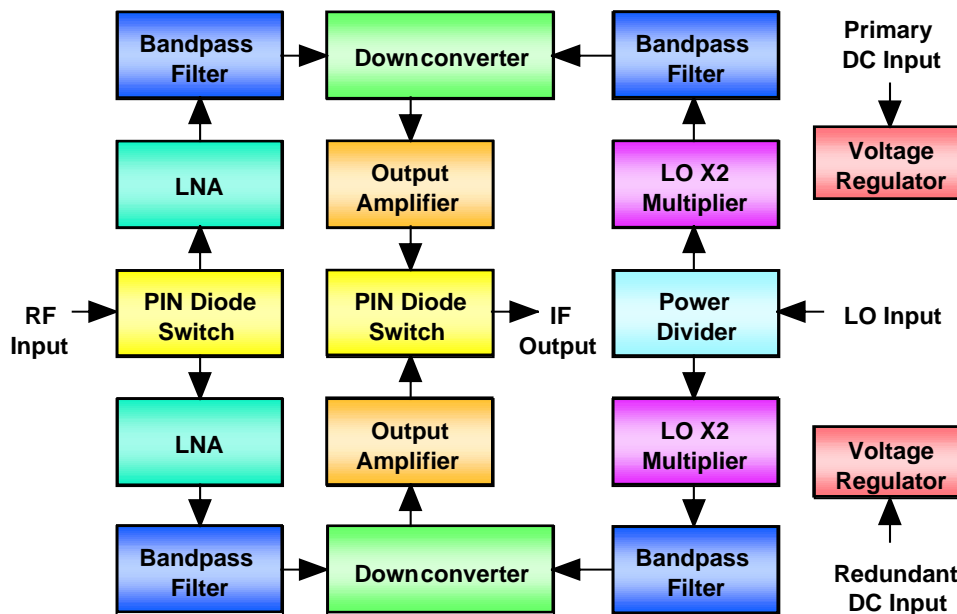 Bandpass
Filter
Downconverter
Bandpass
Filter
Primary
DC Input
LNA
Output
Amplifier
LO X2
Multiplier
Voltage
Regulator
RF
Input
PIN Diode
Switch
PIN Diode
Switch
IF
Output
Power
Divider
LO Input
LNA
Output
Amplifier
LO X2
Multiplier
Voltage
Regulator
Bandpass
Filter
Downconverter
Bandpass
Filter
Redundant
DC Input